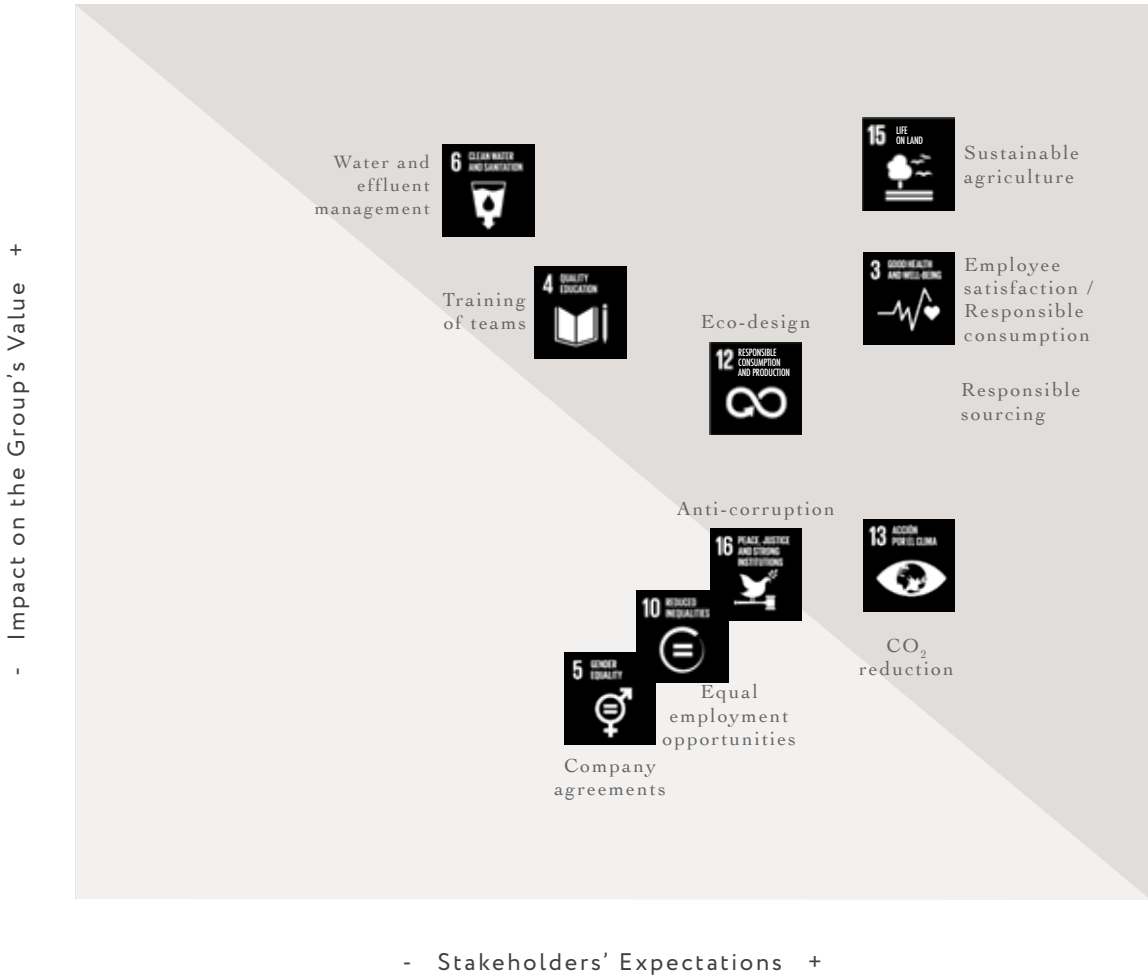 15 LIFE
ON LAND
Sustainable
agriculture
6 CLEAN WATER
AND SANITATION
Water and
effluent
management
3 GOOD HEALTH
AND WELL-BEING
Employee
satisfaction /
Responsible
consumption
4 QUALITY
EDUCATION
Training
of teams
Eco-design
12 RESPONSIBLE
CONSUMPTION
AND PRODUCTION
Responsible
sourcing
Anti-corruption
16 PEACE, JUSTICE
AND STRONG
INSTITUTIONS
13 ACCIÓN
POR EL CLIMA
CO₂
reduction
10 REDUCED
INEQUALITIES
Equal
employment
opportunities
5 GENDER
EQUALITY
Company
agreements
- Impact on the Group's Value +
- Stakeholders' Expectations +